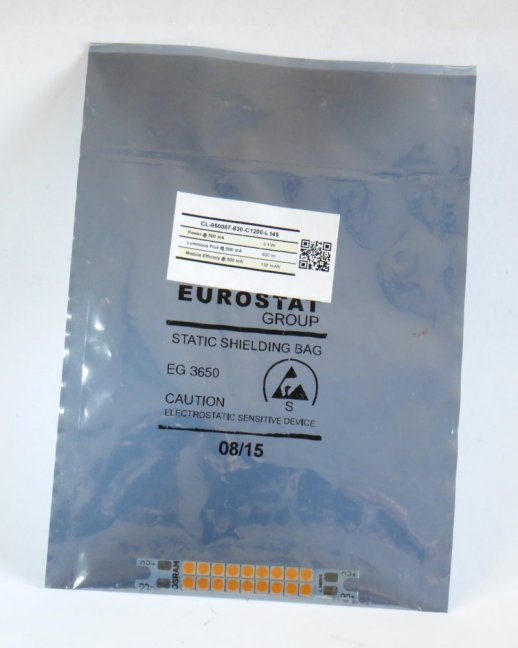 CL-060007-830-C1200-L145
Power @ 500 mA
Luminous Flux @ 500 mA 600 lm
Module Efficacy @ 500 mA
EUROSTAT
GROUP
STATIC SHIELDING BAG
EG 3650
S
CAUTION
ELECTROSTATIC SENSITIVE DEVICE
08/15
OSRAM